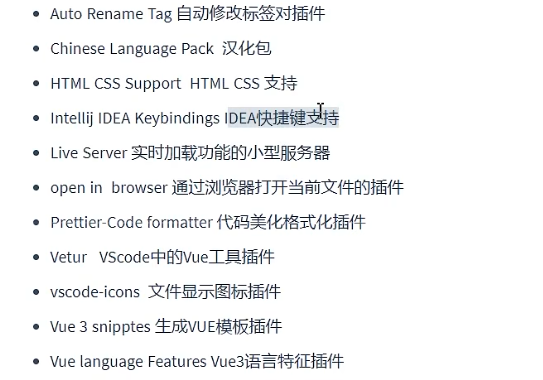 Auto Rename Tag 自动修改标签对插件
Chinese Language Pack 汉化包
HTML CSS Support HTML CSS 支持
Intellij IDEA Keybindings IDEA快捷键支持
Live Server 实时加载功能的小型服务器
open in browser 通过浏览器打开当前文件的插件
Prettier-Code formatter 代码美化格式化插件
Vetur VScode中的Vue工具插件
vscode-icons 文件显示图标插件
Vue 3 snipptes 生成VUE模板插件
Vue language Features Vue3语言特征插件